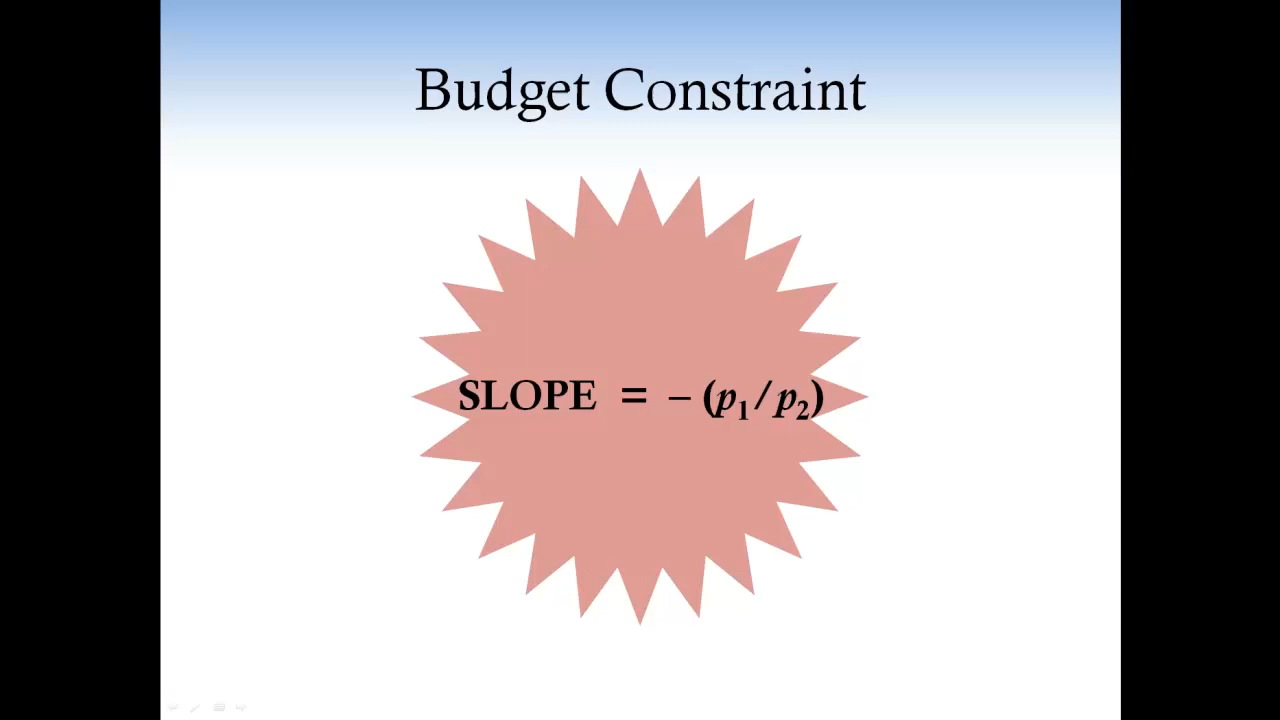 Budget Constraint
SLOPE = – (p₁/p₂)